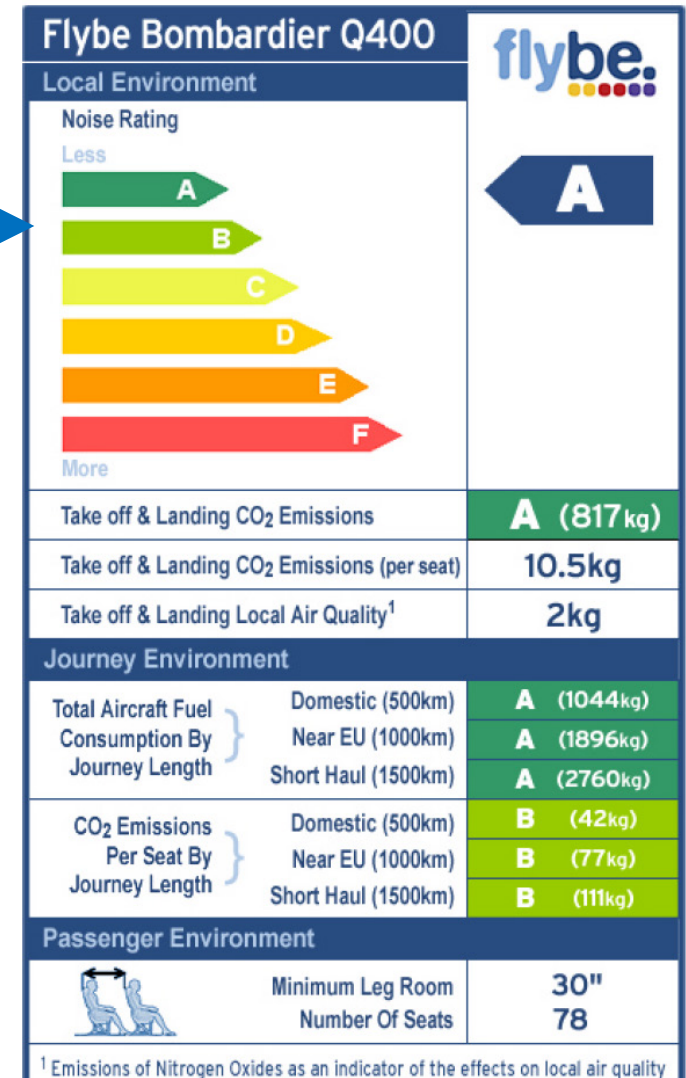 Flybe Bombardier Q400
flybe.
Local Environment
Noise Rating
Less
A
A
B
C
D
E
F
More
Take off & Landing CO2 Emissions A (817kg)
Take off & Landing CO2 Emissions (per seat) 10.5kg
Take off & Landing Local Air Quality1 2kg
Journey Environment
Total Aircraft Fuel
Consumption By
Journey Length
Domestic (500km) A (1044kg)
Near EU (1000km) A (1896kg)
Short Haul (1500km) A (2760kg)
CO2 Emissions
Per Seat By
Journey Length
Domestic (500km) B (42kg)
Near EU (1000km) B (77kg)
Short Haul (1500km) B (111kg)
Passenger Environment
Minimum Leg Room 30"
Number Of Seats 78
1 Emissions of Nitrogen Oxides as an indicator of the effects on local air quality